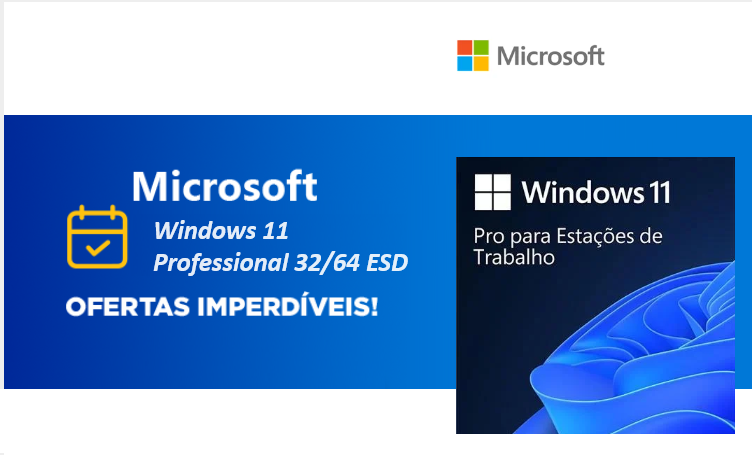 Microsoft
Microsoft
Windows 11
Professional 32/64 ESD
OFERTAS IMPERDÍVEIS!
Windows 11
Pro para Estações de
Trabalho